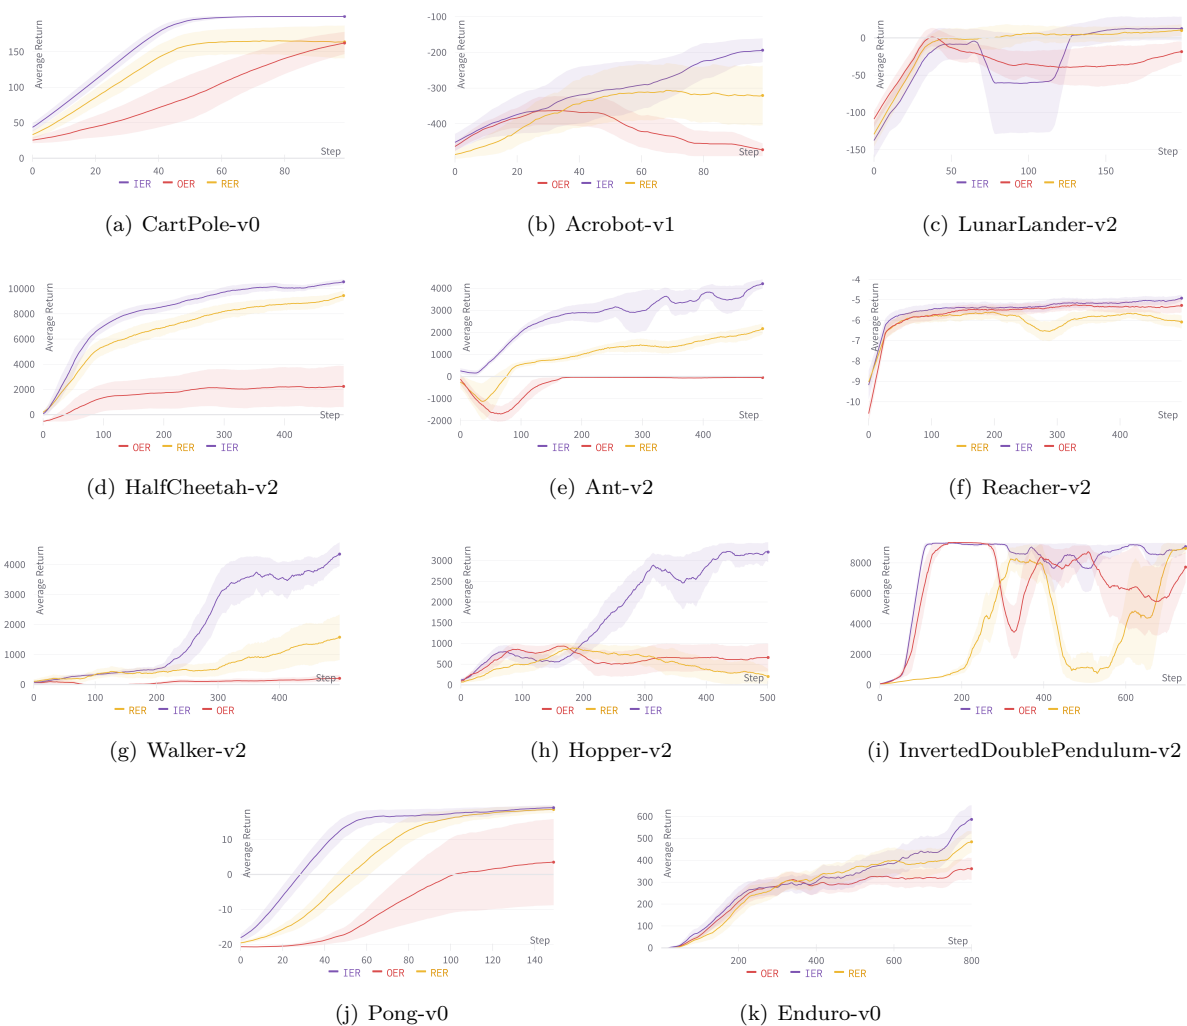 Average Return
150
100
50
0
0 20 40 60 80
Step
IER OER RER
(a) CartPole-v0
Average Return
-100
-200
-300
-400
0 20 40 60 80
Step
OER IER RER
(b) Acrobot-v1
Average Return
0
-50
-100
-150
0 50 100 150
Step
IER OER RER
(c) LunarLander-v2
Average Return
10000
8000
6000
4000
2000
0
0 100 200 300 400
Step
OER RER IER
(d) HalfCheetah-v2
Average Return
4000
3000
2000
1000
0
-1000
-2000
0 100 200 300 400
Step
IER OER RER
(e) Ant-v2
Average Return
-4
-5
-6
-7
-8
-9
-10
0 100 200 300 400
Step
RER IER OER
(f) Reacher-v2
Average Return
4000
3000
2000
1000
0
0 100 200 300 400
Step
RER IER OER
(g) Walker-v2
Average Return
3000
2500
2000
1500
1000
500
0
0 100 200 300 400 500
Step
OER RER IER
(h) Hopper-v2
Average Return
8000
6000
4000
2000
0
0 200 400 600
Step
IER OER RER
(i) InvertedDoublePendulum-v2
Average Return
10
0
-10
-20
0 20 40 60 80 100 120 140
Step
IER OER RER
(j) Pong-v0
Average Return
600
500
400
300
200
100
0
200 400 600 800
Step
OER IER RER
(k) Enduro-v0